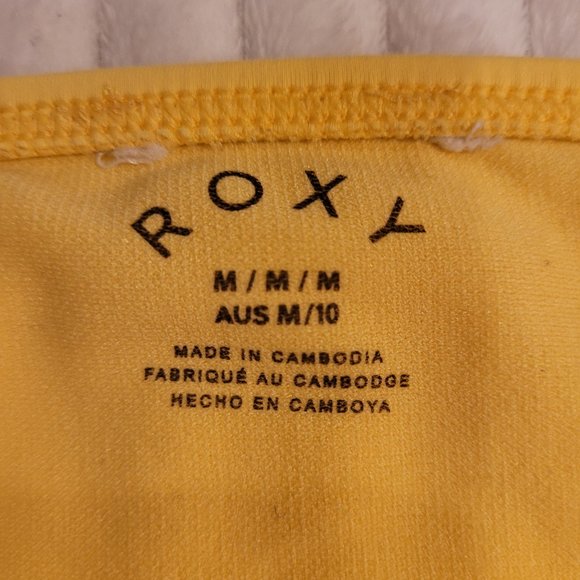 ROXY
M / M / M
AUS M/10
MADE IN CAMBODIA
FABRIQUÉ AU CAMBODGE
HECHO EN CAMBOYA